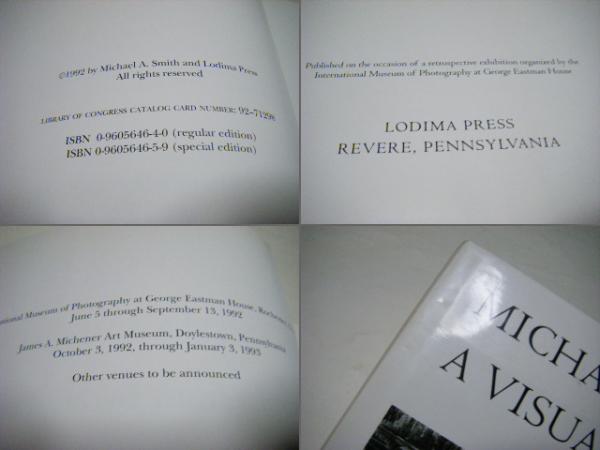 ©1992 by Michael A. Smith and Lodima Press
All rights reserved
LIBRARY OF CONGRESS CATALOG CARD NUMBER: 92-71298
ISBN 0-9605646-4-0 (regular edition)
ISBN 0-9605646-5-9 (special edition)
Published on the occasion of a retrospective exhibition organized by the
International Museum of Photography at George Eastman House
LODIMA PRESS
REVERE, PENNSYLVANIA
Museum of Photography at George Eastman House,
June 5 through September 13, 1992
James A. Michener Art Museum, Doylestown, Pennsylvania
October 3, 1992, through January 3, 1993
Other venues to be announced
MICHA
A VISUA